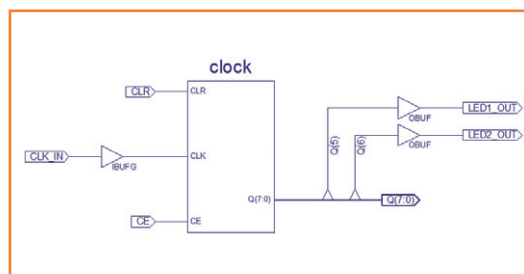 clock
CLR
CLR
LED1_OUT
OBUF
Q(5)
Q(6)
LED2_OUT
OBUF
CLK_IN
IBUFG
CLK
Q(7:0)
Q(7:0)
CE
CE